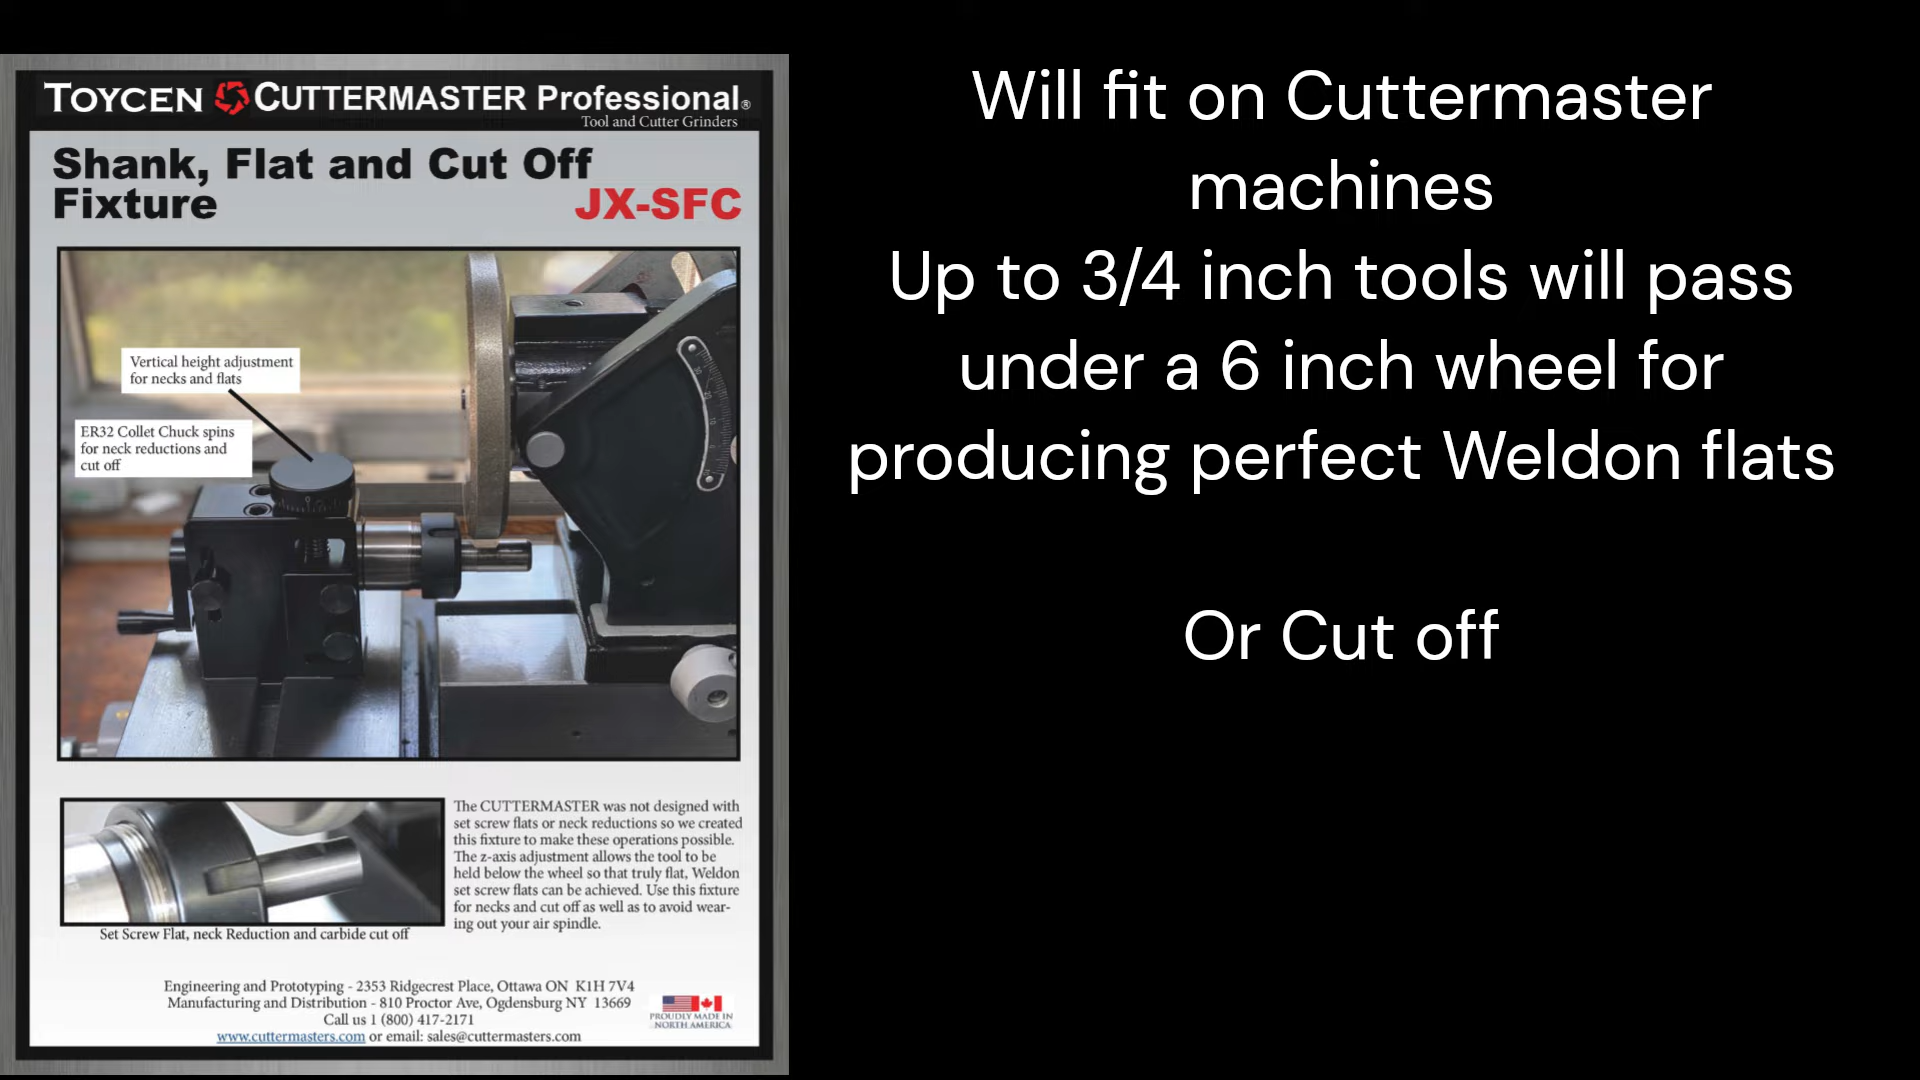 TOYCEN CUTTERMASTER Professional®
Tool and Cutter Grinders
Shank, Flat and Cut Off
Fixture JX-SFC
Vertical height adjustment
for necks and flats
ER32 Collet Chuck spins
for neck reductions and
cut off
The CUTTERMASTER was not designed with
set screw flats or neck reductions so we created
this fixture to make these operations possible.
The z-axis adjustment allows the tool to be
held below the wheel so that truly flat, Weldon
set screw flats can be achieved. Use this fixture
for necks and cut off as well as to avoid wear-
ing out your air spindle.
Set Screw Flat, neck Reduction and carbide cut off
Engineering and Prototyping - 2353 Ridgecrest Place, Ottawa ON K1H 7V4
Manufacturing and Distribution - 810 Proctor Ave, Ogdensburg NY 13669
Call us 1 (800) 417-2171
www.cuttermasters.com or email: sales@cuttermasters.com
PROUDLY MADE IN
NORTH AMERICA
Will fit on Cuttermaster
machines
Up to 3/4 inch tools will pass
under a 6 inch wheel for
producing perfect Weldon flats
Or Cut off